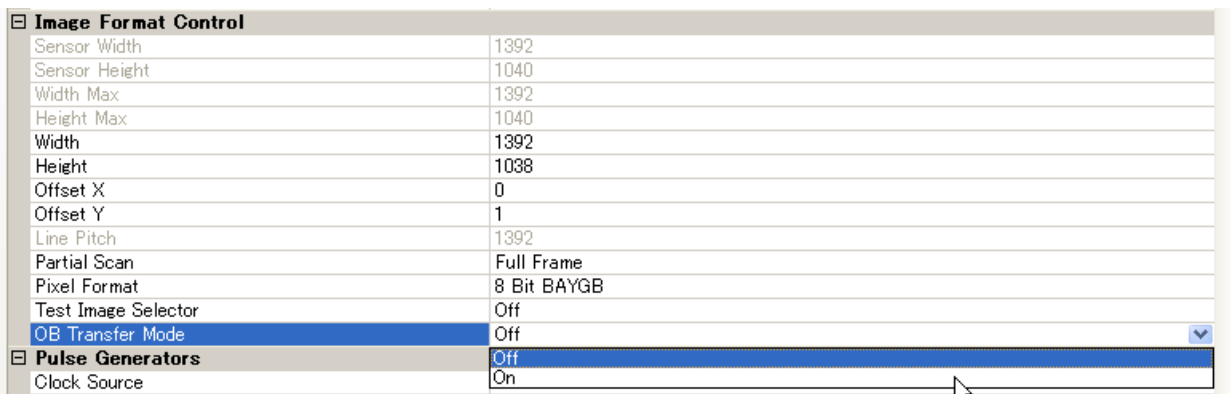 Image Format Control
Sensor Width 1392
Sensor Height 1040
Width Max 1392
Height Max 1040
Width 1392
Height 1038
Offset X 0
Offset Y 1
Line Pitch 1392
Partial Scan Full Frame
Pixel Format 8 Bit BAYGB
Test Image Selector Off
OB Transfer Mode Off
Pulse Generators Off
Clock Source On